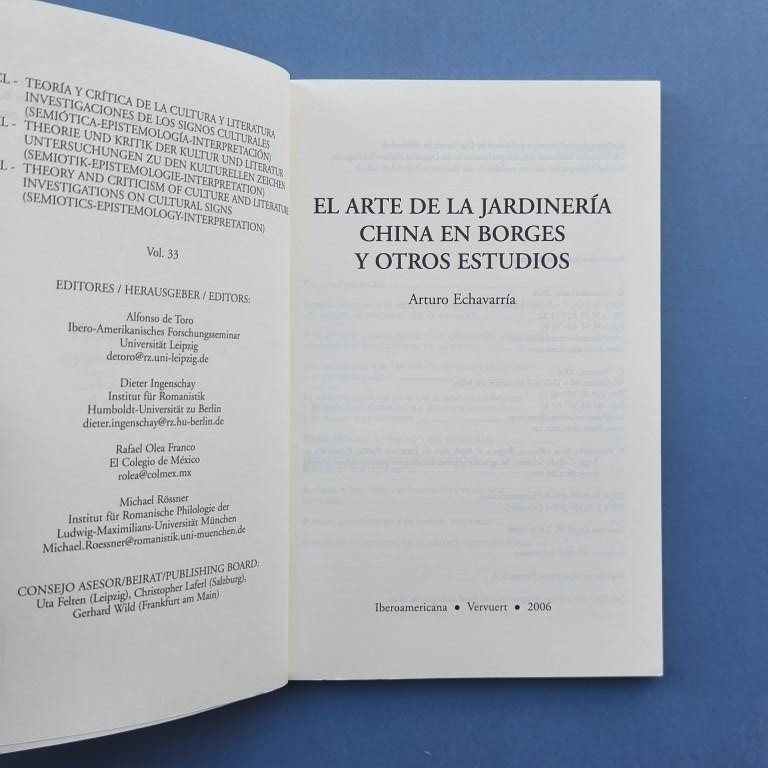 CL - TEORÍA Y CRÍTICA DE LA CULTURA Y LITERATURA
INVESTIGACIONES DE LOS SIGNOS CULTURALES
(SEMIÓTICA-EPISTEMOLOGÍA-INTERPRETACIÓN)
L - THEORIE UND KRITIK DER KULTUR UND LITERATUR
UNTERSUCHUNGEN ZU DEN KULTURELLEN ZEICHEN
(SEMIOTIK-EPISTEMOLOGIE-INTERPRETATION)
L - THEORY AND CRITICISM OF CULTURE AND LITERATURE
INVESTIGATIONS ON CULTURAL SIGNS
(SEMIOTICS-EPISTEMOLOGY-INTERPRETATION)
Vol. 33
EDITORES / HERAUSGEBER / EDITORS:
Alfonso de Toro
Ibero-Amerikanisches Forschungsseminar
Universität Leipzig
detoro@rz.uni-leipzig.de
Dieter Ingenschay
Institut für Romanistik
Humboldt-Universität zu Berlin
dieter.ingenschay@rz.hu-berlin.de
Rafael Olea Franco
El Colegio de México
rolea@colmex.mx
Michael Rössner
Institut für Romanische Philologie der
Ludwig-Maximilians-Universität München
Michael.Roessner@romanistik.uni-muenchen.de
CONSEJO ASESOR/BEIRAT/PUBLISHING BOARD:
Uta Felten (Leipzig), Christopher Laferl (Salzburg),
Gerhard Wild (Frankfurt am Main)
EL ARTE DE LA JARDINERÍA
CHINA EN BORGES
Y OTROS ESTUDIOS
Arturo Echavarría
Iberoamericana • Vervuert • 2006